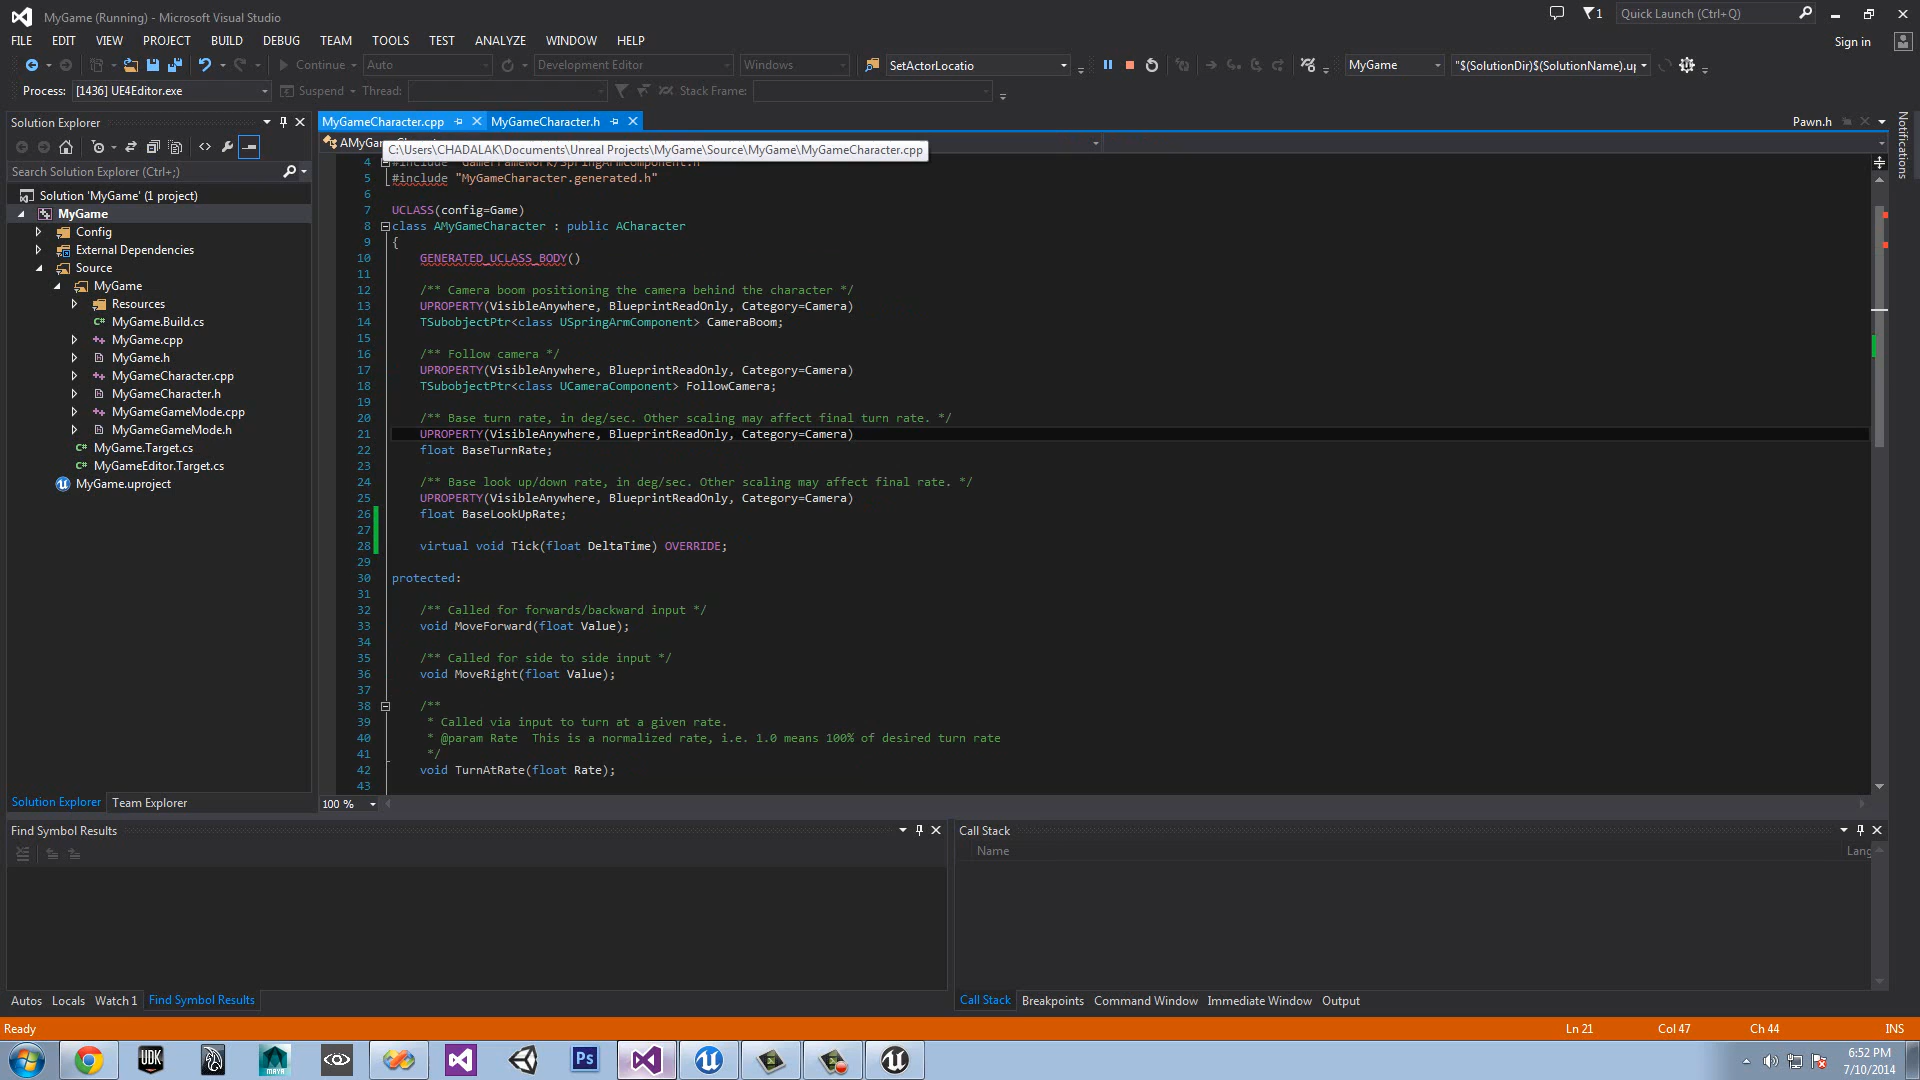 MyGame (Running) - Microsoft Visual Studio
1
Quick Launch (Ctrl+Q)
FILE EDIT VIEW PROJECT BUILD DEBUG TEAM TOOLS TEST ANALYZE WINDOW HELP
Sign in
Continue Auto Development Editor Windows SetActorLocatio MyGame "$(SolutionDir)$(SolutionName).u
Process: [1436] UE4Editor.exe Suspend Thread: Stack Frame:
Solution Explorer
Search Solution Explorer (Ctrl+;)
Solution 'MyGame' (1 project)
MyGame
Config
External Dependencies
Source
MyGame
Resources
MyGame.Build.cs
MyGame.cpp
MyGame.h
MyGameCharacter.cpp
MyGameCharacter.h
MyGameGameMode.cpp
MyGameGameMode.h
MyGame.Target.cs
MyGameEditor.Target.cs
MyGame.uproject
Solution Explorer Team Explorer
MyGameCharacter.cpp MyGameCharacter.h Pawn.h
AMyGam
C:\Users\CHADALAK\Documents\Unreal Projects\MyGame\Source\MyGame\MyGameCharacter.cpp
4 #include "GameFramework/SpringArmComponent.h"
5 #include "MyGameCharacter.generated.h"
6
7 UCLASS(config=Game)
8 class AMyGameCharacter : public ACharacter
9 {
10 GENERATED_UCLASS_BODY()
11
12 /** Camera boom positioning the camera behind the character */
13 UPROPERTY(VisibleAnywhere, BlueprintReadOnly, Category=Camera)
14 TSubobjectPtr<class USpringArmComponent> CameraBoom;
15
16 /** Follow camera */
17 UPROPERTY(VisibleAnywhere, BlueprintReadOnly, Category=Camera)
18 TSubobjectPtr<class UCameraComponent> FollowCamera;
19
20 /** Base turn rate, in deg/sec. Other scaling may affect final turn rate. */
21 UPROPERTY(VisibleAnywhere, BlueprintReadOnly, Category=Camera)
22 float BaseTurnRate;
23
24 /** Base look up/down rate, in deg/sec. Other scaling may affect final rate. */
25 UPROPERTY(VisibleAnywhere, BlueprintReadOnly, Category=Camera)
26 float BaseLookUpRate;
27
28 virtual void Tick(float DeltaTime) OVERRIDE;
29
30 protected:
31
32 /** Called for forwards/backward input */
33 void MoveForward(float Value);
34
35 /** Called for side to side input */
36 void MoveRight(float Value);
37
38 /**
39 * Called via input to turn at a given rate.
40 * @param Rate This is a normalized rate, i.e. 1.0 means 100% of desired turn rate
41 */
42 void TurnAtRate(float Rate);
43
100 %
Notifications
Find Symbol Results
Autos Locals Watch 1 Find Symbol Results
Call Stack
Name Lang
Call Stack Breakpoints Command Window Immediate Window Output
Ready Ln 21 Col 47 Ch 44 INS
UDK
MAYA
Ps
6:52 PM
7/10/2014